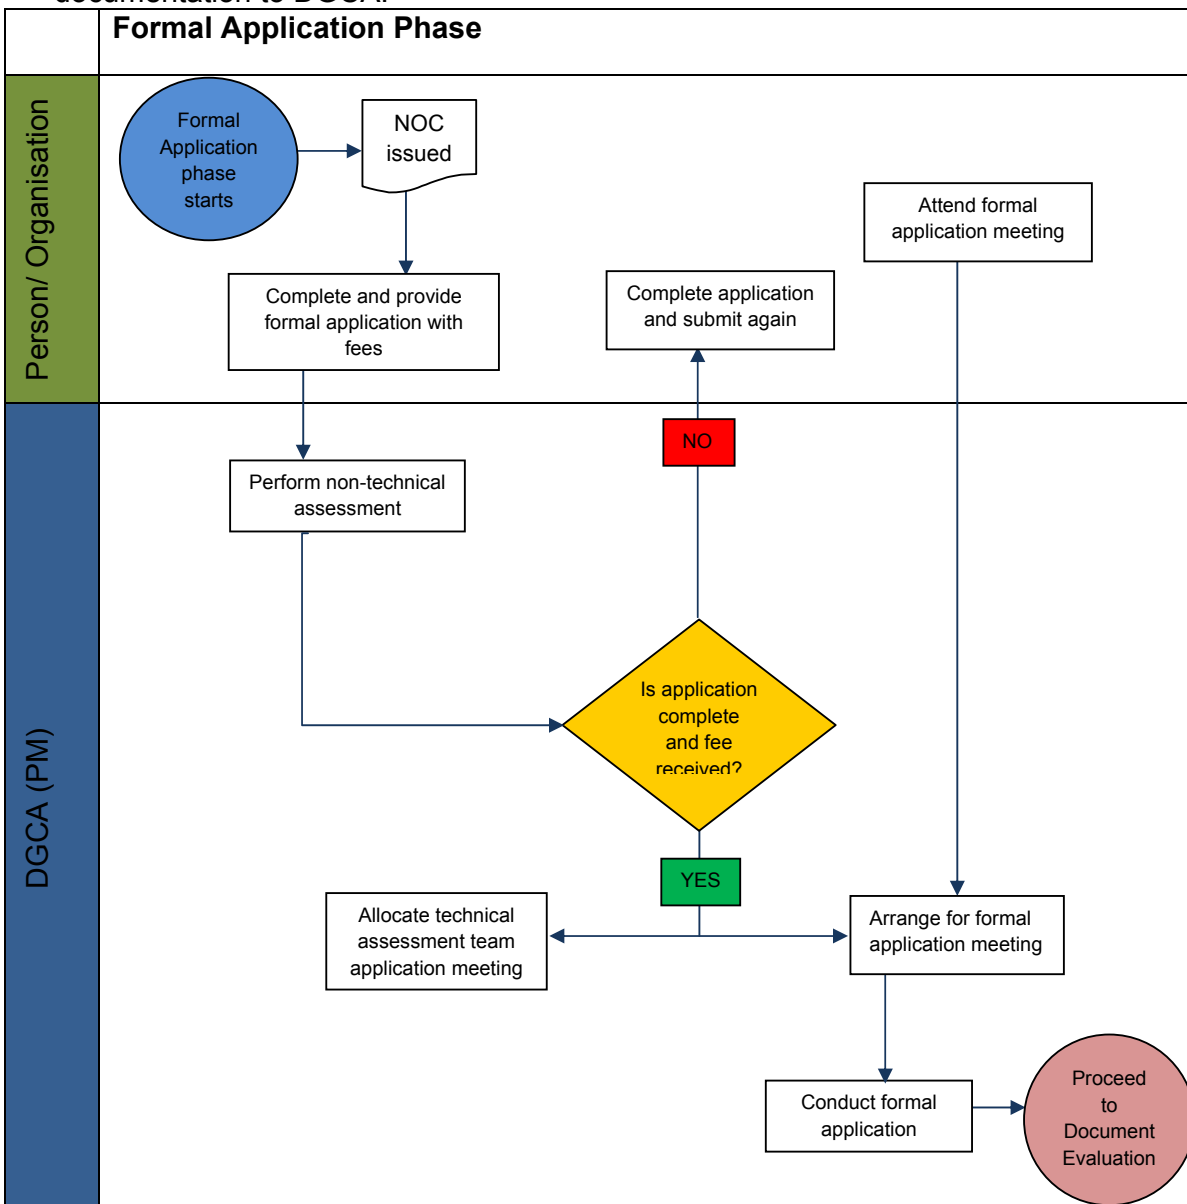 documentation to DGCA.
Formal Application Phase
Person/ Organisation
Formal
Application
phase
starts
NOC
issued
Attend formal
application meeting
Complete and provide
formal application with
fees
Complete application
and submit again
DGCA (PM)
NO
Perform non-technical
assessment
Is application
complete
and fee
received?
YES
Allocate technical
assessment team
application meeting
Arrange for formal
application meeting
Conduct formal
application
Proceed
to
Document
Evaluation